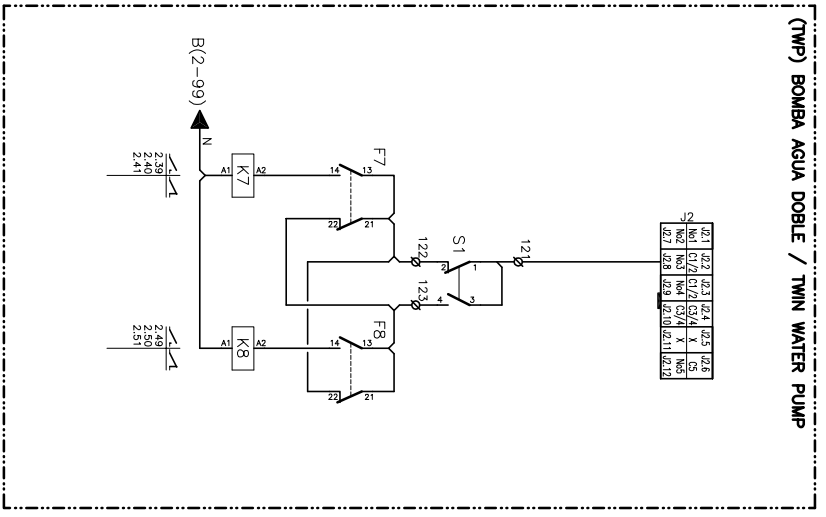 (TWP) BOMBA AGUA DOBLE / TWIN WATER PUMP
J2
J2.1 J2.2 J2.3 J2.4 J2.5 J2.6
No1 C1/2 C1/2 C3/4 X C5
No2 No3 No4 C3/4 X No5
J2.7 J2.8 J2.9 J2.10 J2.11 J2.12
121
S1
1 3
2 4
122 123
F7
13 21
14 22
F8
13 21
14 22
A2
K7
A1
A2
K8
A1
N
B(2-99)
2.39
2.40
2.41
2.49
2.50
2.51